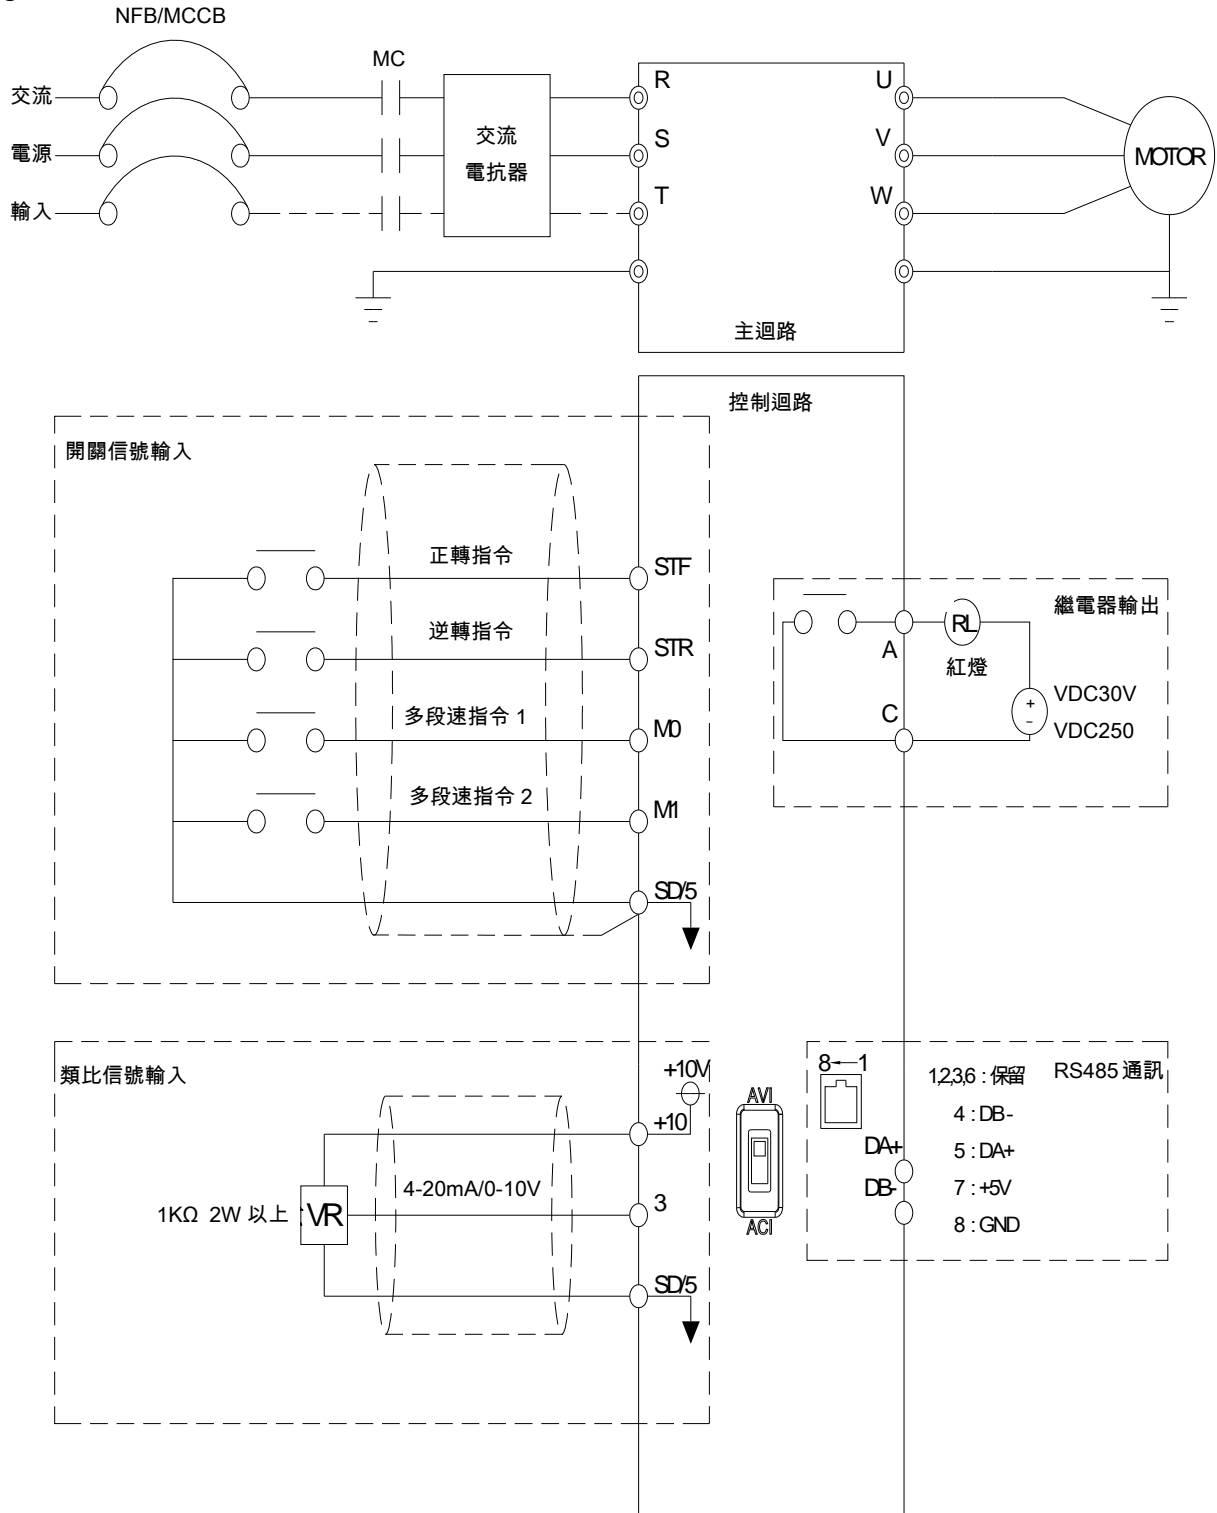 NFB/MCCB
MC
交流
電源
輸入
交流
電抗器
R
S
T
U
V
W
MOTOR
主迴路
控制迴路
開關信號輸入
正轉指令
STF
逆轉指令
STR
多段速指令 1
M0
多段速指令 2
M1
SD/5
繼電器輸出
A
RL
紅燈
C
+
−
VDC30V
VDC250
類比信號輸入
+10V
+10
4-20mA/0-10V
3
1KΩ 2W 以上
VR
SD/5
AVI
ACI
8←1
RS485 通訊
1,2,3,6 : 保留
4 : DB-
5 : DA+
7 : +5V
8 : GND
DA+
DB-